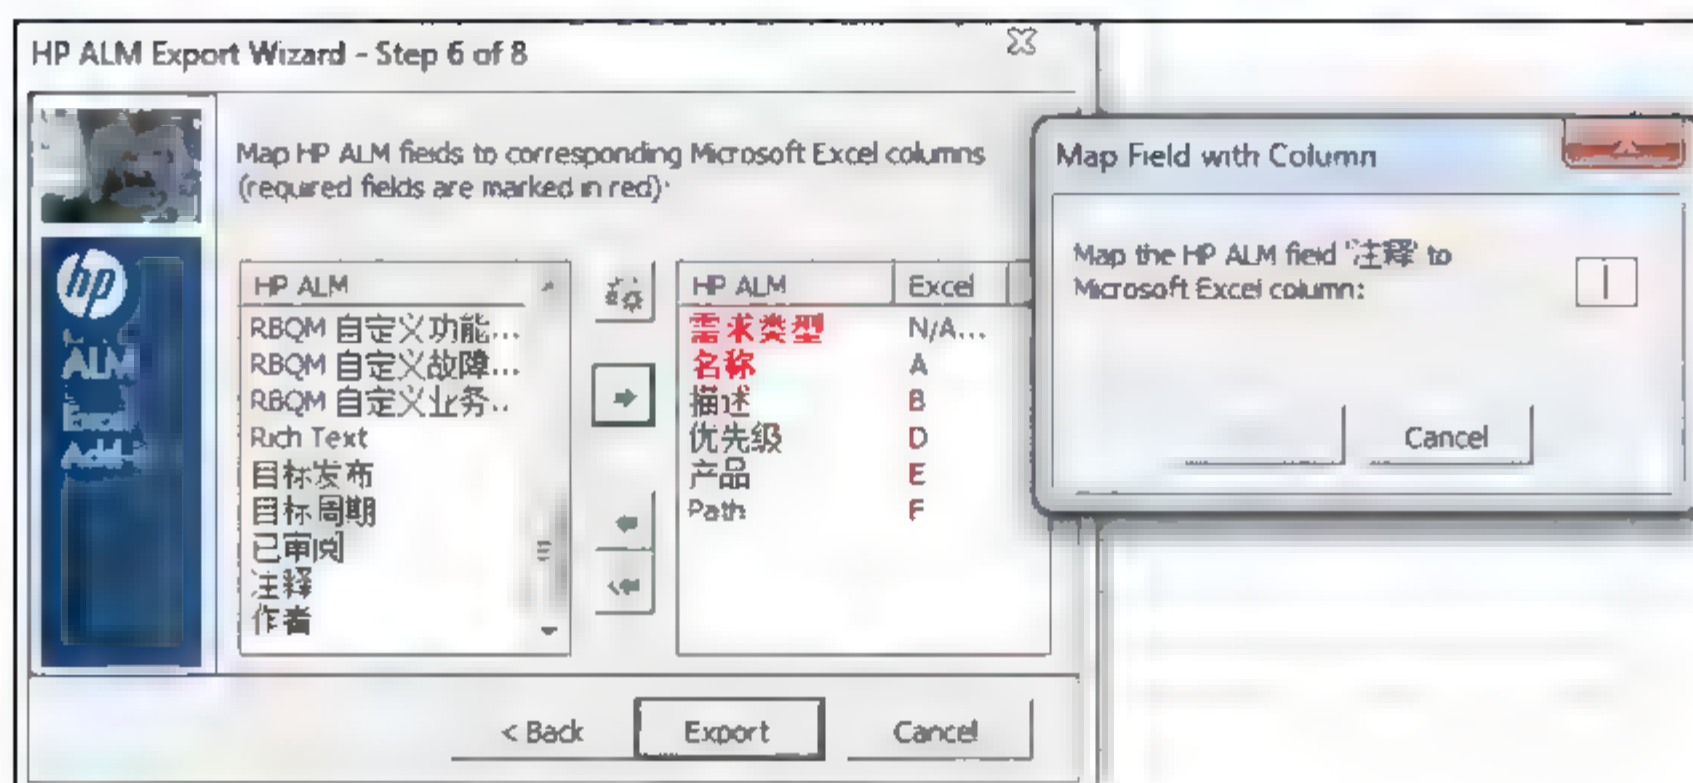 HP ALM Export Wizard - Step 6 of 8
Map HP ALM fields to corresponding Microsoft Excel columns
(required fields are marked in red):
hp
ALM
HP ALM
RBQM 自定义功能...
RBQM 自定义故障...
RBQM 自定义业务...
Rich Text
目标发布
目标周期
已审阅
注释
作者
HP ALM Excel
需求类型 N/A...
名称 A
描述 B
优先级 D
产品 E
Path F
< Back Export Cancel
Map Field with Column
Map the HP ALM field '注释' to
Microsoft Excel column:
Cancel